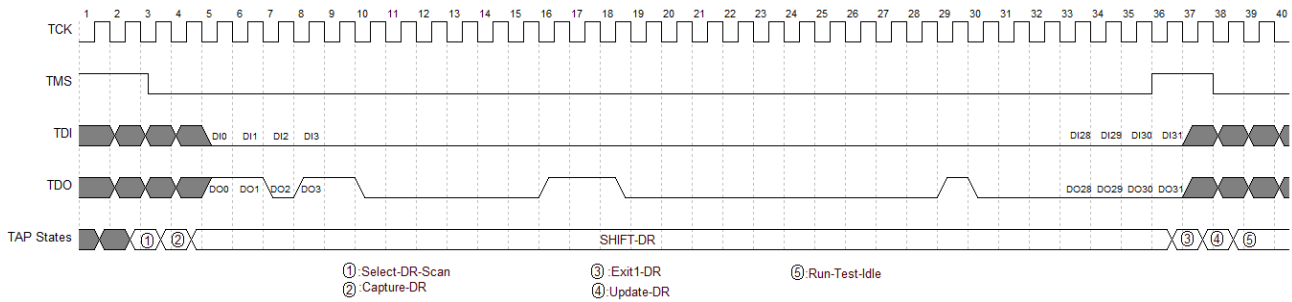 1 2 3 4 5 6 7 8 9 10 11 12 13 14 15 16 17 18 19 20 21 22 23 24 25 26 27 28 29 30 31 32 33 34 35 36 37 38 39 40
TCK
TMS
TDI DI0 DI1 DI2 DI3 DI28 DI29 DI30 DI31
TDO DO0 DO1 DO2 DO3 DO28 DO29 DO30 DO31
TAP States 1 2 SHIFT-DR 3 4 5
1:Select-DR-Scan 3:Exit1-DR 5:Run-Test-Idle
2:Capture-DR 4:Update-DR